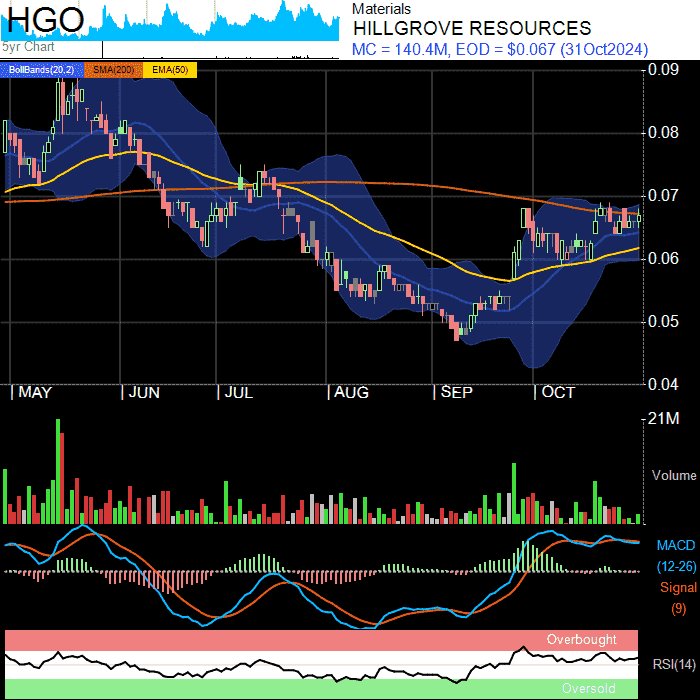 HGO
5yr Chart
Materials
HILLGROVE RESOURCES
MC = 140.4M, EOD = $0.067 (31Oct2024)
BollBands(20,2) SMA(200) EMA(50)
0.09
0.08
0.07
0.06
0.05
0.04
MAY JUN JUL AUG SEP OCT
21M
Volume
MACD
(12-26)
Signal
(9)
Overbought
RSI(14)
Oversold